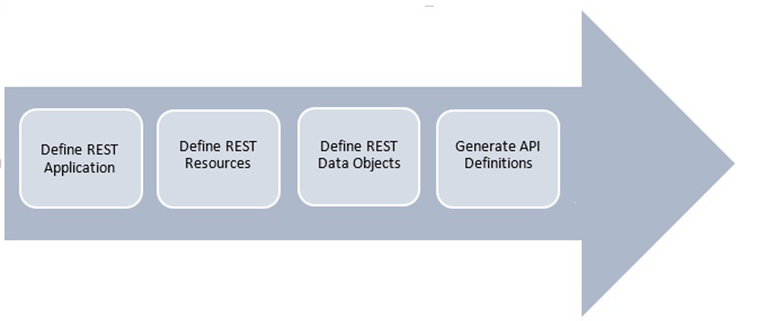 Define REST
Application
Define REST
Resources
Define REST
Data Objects
Generate API
Definitions